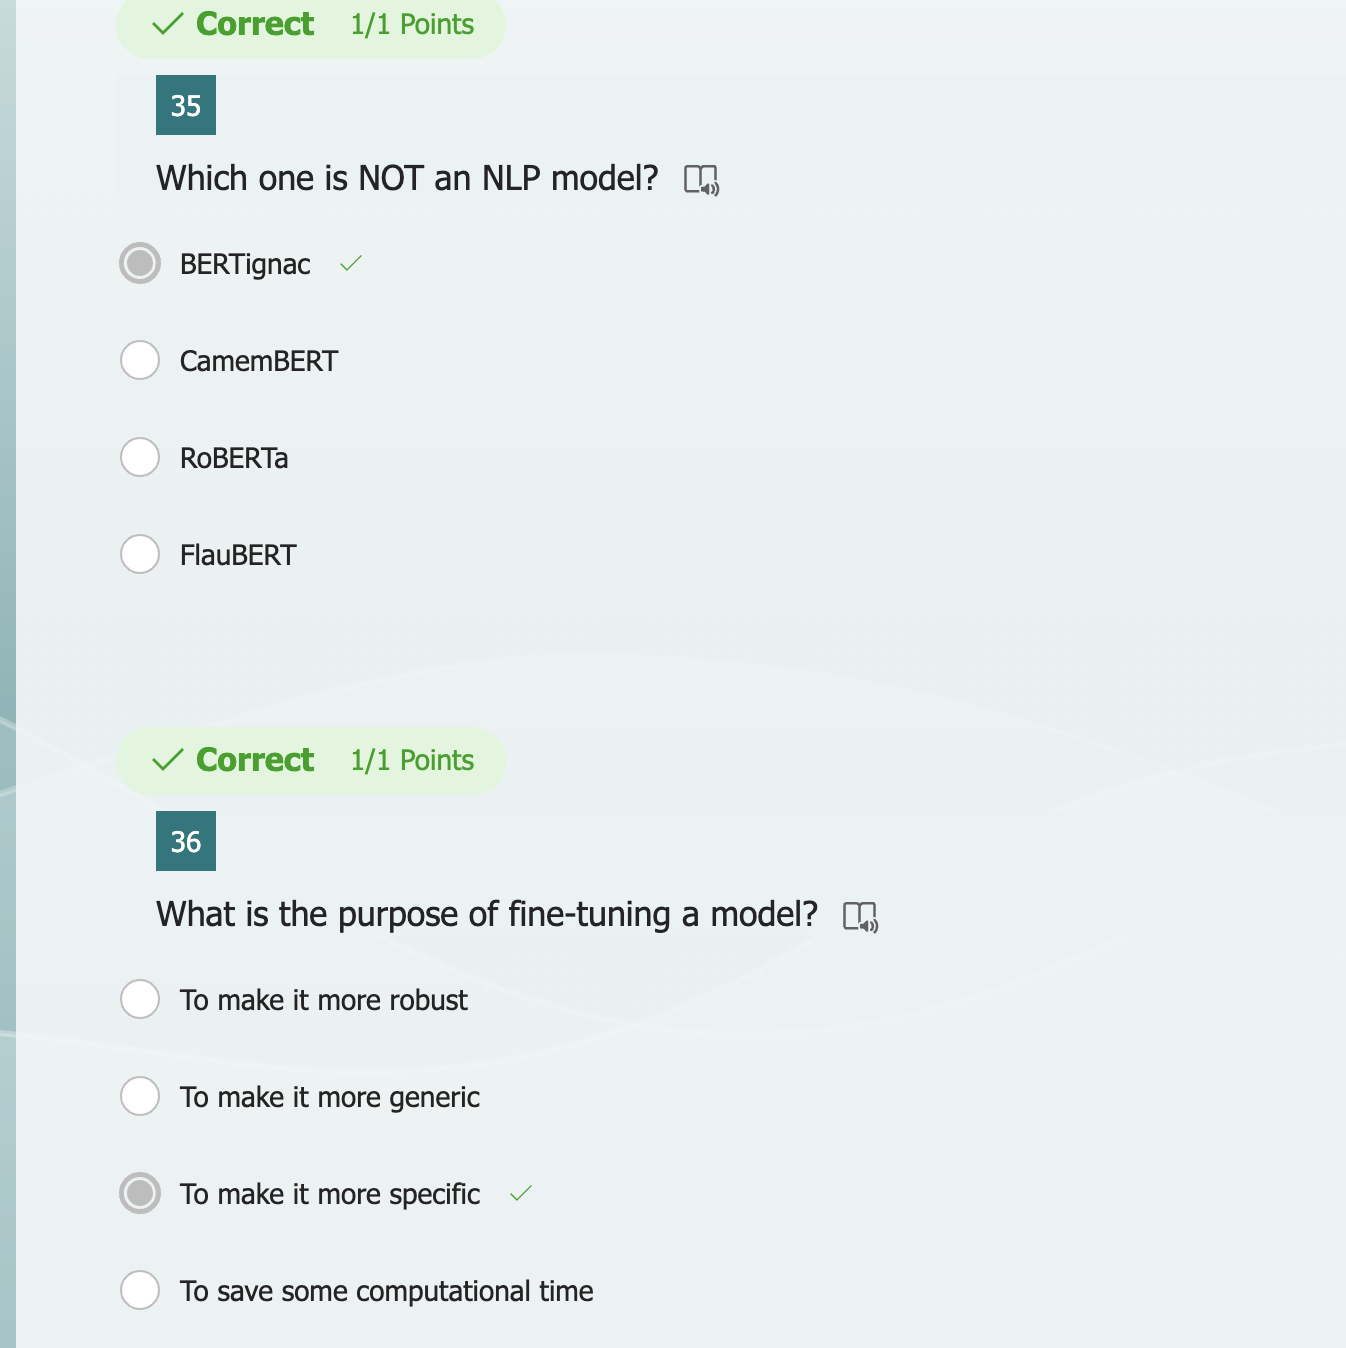 Correct 1/1 Points
35
Which one is NOT an NLP model?
BERTignac
CamemBERT
RoBERTa
FlauBERT
Correct 1/1 Points
36
What is the purpose of fine-tuning a model?
To make it more robust
To make it more generic
To make it more specific
To save some computational time